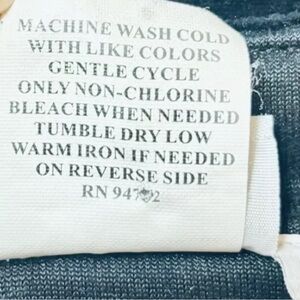 MACHINE WASH COLD
WITH LIKE COLORS
GENTLE CYCLE
ONLY NON-CHLORINE
BLEACH WHEN NEEDED
TUMBLE DRY LOW
WARM IRON IF NEEDED
ON REVERSE SIDE
RN